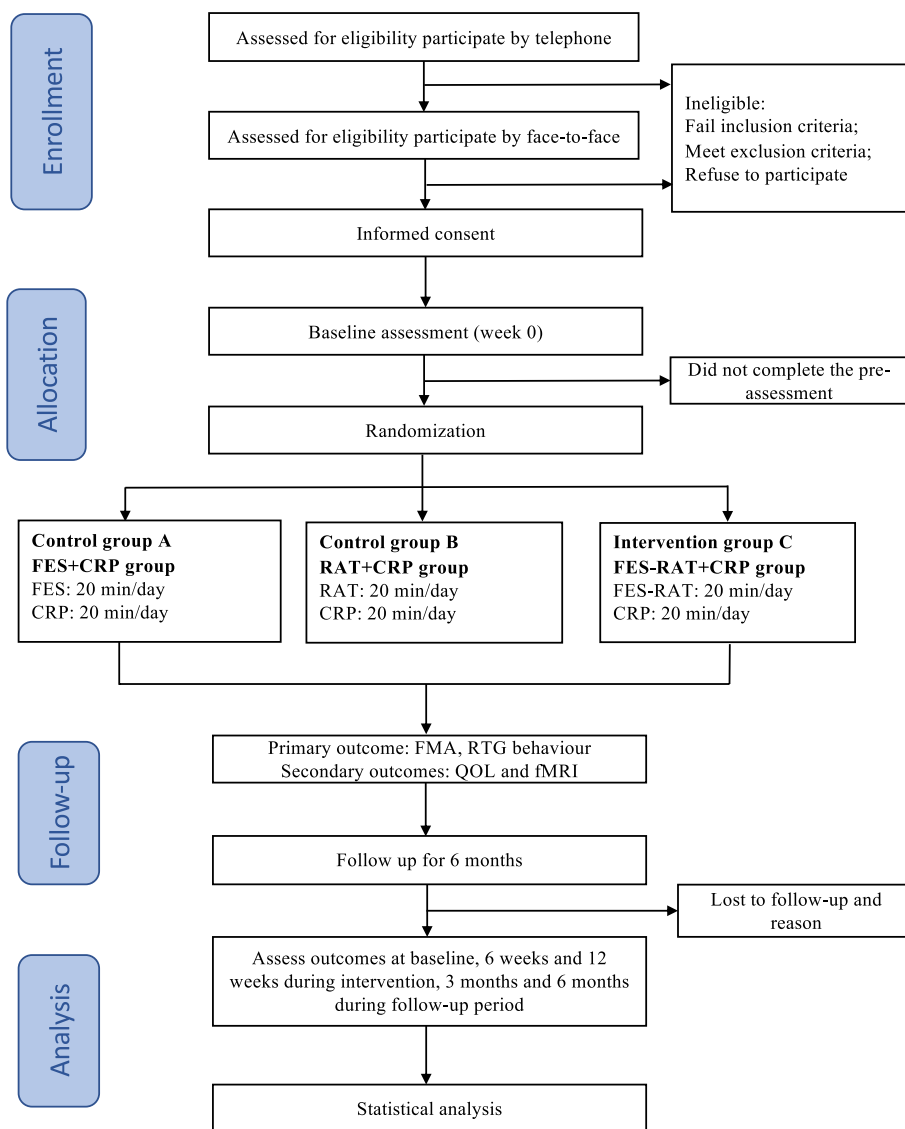 Enrollment
Assessed for eligibility participate by telephone
Ineligible:
Fail inclusion criteria;
Meet exclusion criteria;
Refuse to participate
Assessed for eligibility participate by face-to-face
Informed consent
Allocation
Baseline assessment (week 0)
Did not complete the pre-
assessment
Randomization
Control group A
FES+CRP group
FES: 20 min/day
CRP: 20 min/day
Control group B
RAT+CRP group
RAT: 20 min/day
CRP: 20 min/day
Intervention group C
FES-RAT+CRP group
FES-RAT: 20 min/day
CRP: 20 min/day
Follow-up
Primary outcome: FMA, RTG behaviour
Secondary outcomes: QOL and fMRI
Follow up for 6 months
Lost to follow-up and
reason
Analysis
Assess outcomes at baseline, 6 weeks and 12
weeks during intervention, 3 months and 6 months
during follow-up period
Statistical analysis